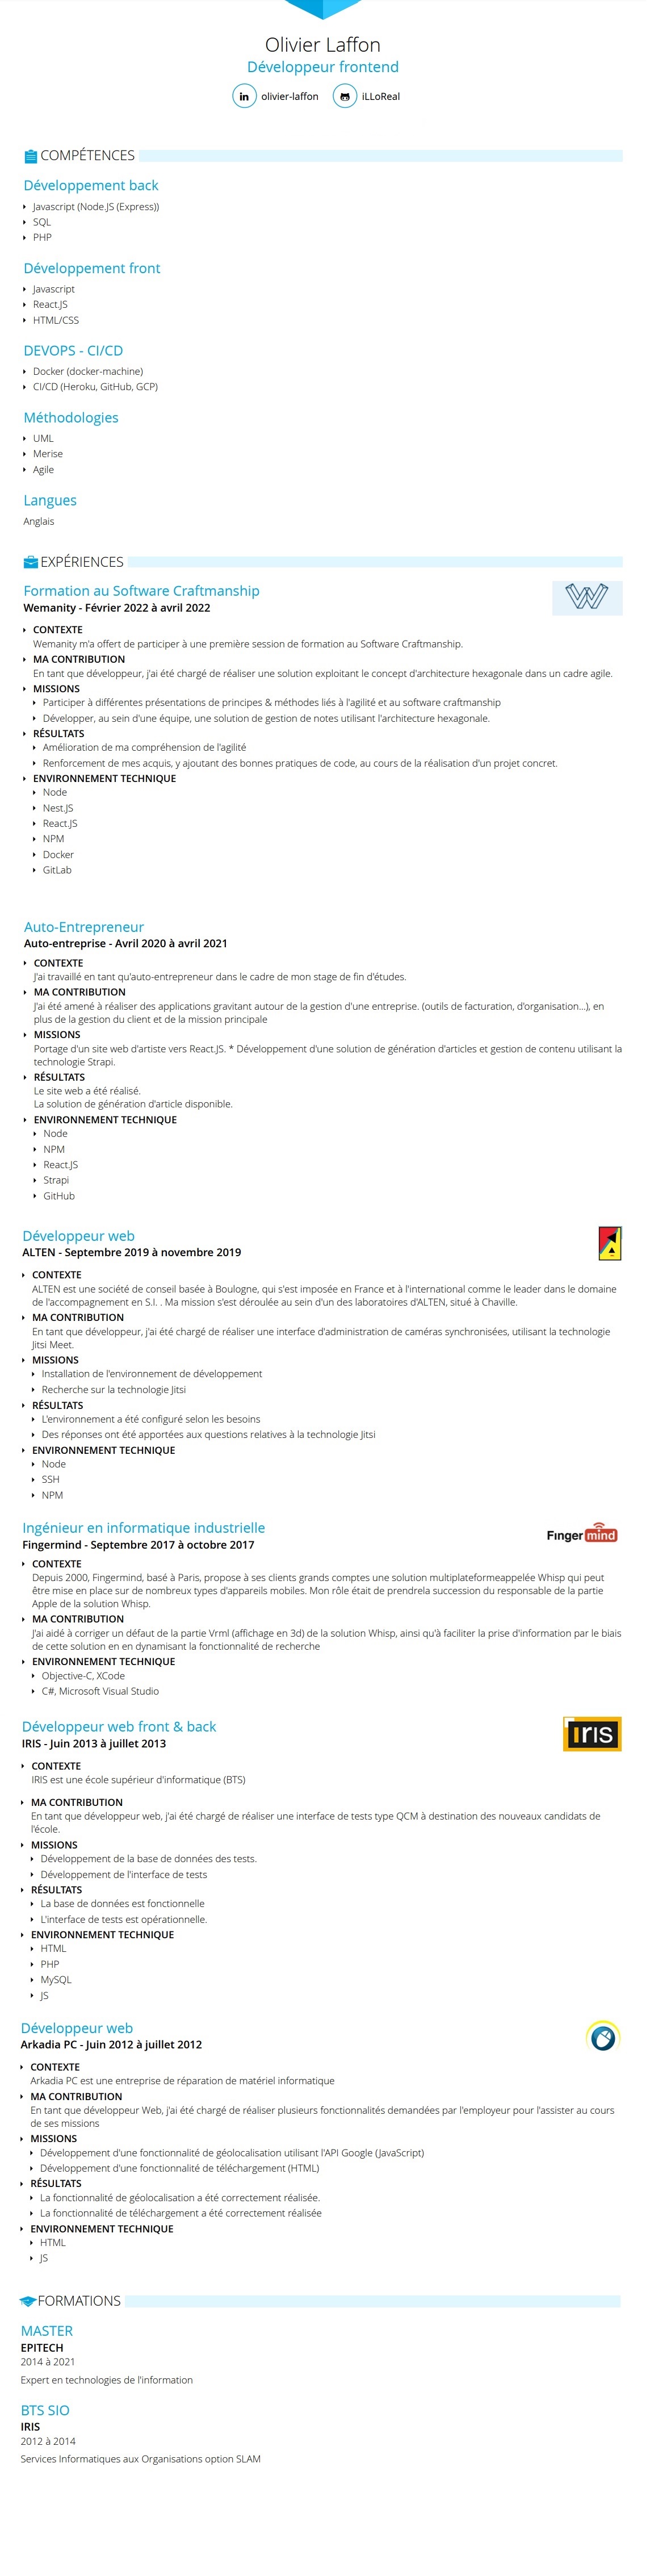 Olivier Laffon
Développeur frontend
in olivier-laffon iLLoReal
COMPÉTENCES
Développement back
Javascript (Node.JS (Express))
SQL
PHP
Développement front
Javascript
React.JS
HTML/CSS
DEVOPS - CI/CD
Docker (docker-machine)
CI/CD (Heroku, GitHub, GCP)
Méthodologies
UML
Merise
Agile
Langues
Anglais
EXPÉRIENCES
Formation au Software Craftmanship
Wemanity - Février 2022 à avril 2022
CONTEXTE
Wemanity m'a offert de participer à une première session de formation au Software Craftmanship.
MA CONTRIBUTION
En tant que développeur, j'ai été chargé de réaliser une solution exploitant le concept d'architecture hexagonale dans un cadre agile.
MISSIONS
Participer à différentes présentations de principes & méthodes liés à l'agilité et au software craftmanship
Développer, au sein d'une équipe, une solution de gestion de notes utilisant l'architecture hexagonale.
RÉSULTATS
Amélioration de ma compréhension de l'agilité
Renforcement de mes acquis, y ajoutant des bonnes pratiques de code, au cours de la réalisation d'un projet concret.
ENVIRONNEMENT TECHNIQUE
Node
Nest.JS
React.JS
NPM
Docker
GitLab
Auto-Entrepreneur
Auto-entreprise - Avril 2020 à avril 2021
CONTEXTE
J'ai travaillé en tant qu'auto-entrepreneur dans le cadre de mon stage de fin d'études.
MA CONTRIBUTION
J'ai été amené à réaliser des applications gravitant autour de la gestion d'une entreprise. (outils de facturation, d'organisation...), en
plus de la gestion du client et de la mission principale
MISSIONS
Portage d'un site web d'artiste vers React.JS. * Développement d'une solution de génération d'articles et gestion de contenu utilisant la
technologie Strapi.
RÉSULTATS
Le site web a été réalisé.
La solution de génération d'article disponible.
ENVIRONNEMENT TECHNIQUE
Node
NPM
React.JS
Strapi
GitHub
Développeur web
ALTEN - Septembre 2019 à novembre 2019
CONTEXTE
ALTEN est une société de conseil basée à Boulogne, qui s'est imposée en France et à l'international comme le leader dans le domaine
de l'accompagnement en S.I. . Ma mission s'est déroulée au sein d'un des laboratoires d'ALTEN, situé à Chaville.
MA CONTRIBUTION
En tant que développeur, j'ai été chargé de réaliser une interface d'administration de caméras synchronisées, utilisant la technologie
Jitsi Meet.
MISSIONS
Installation de l'environnement de développement
Recherche sur la technologie Jitsi
RÉSULTATS
L'environnement a été configuré selon les besoins
Des réponses ont été apportées aux questions relatives à la technologie Jitsi
ENVIRONNEMENT TECHNIQUE
Node
SSH
NPM
Ingénieur en informatique industrielle
Finger mind
Fingermind - Septembre 2017 à octobre 2017
CONTEXTE
Depuis 2000, Fingermind, basé à Paris, propose à ses clients grands comptes une solution multiplateformeappelée Whisp qui peut
être mise en place sur de nombreux types d'appareils mobiles. Mon rôle était de prendrela succession du responsable de la partie
Apple de la solution Whisp.
MA CONTRIBUTION
J'ai aidé à corriger un défaut de la partie Vrml (affichage en 3d) de la solution Whisp, ainsi qu'à faciliter la prise d'information par le biais
de cette solution en en dynamisant la fonctionnalité de recherche
ENVIRONNEMENT TECHNIQUE
Objective-C, XCode
C#, Microsoft Visual Studio
Développeur web front & back
iris
IRIS - Juin 2013 à juillet 2013
CONTEXTE
IRIS est une école supérieur d'informatique (BTS)
MA CONTRIBUTION
En tant que développeur web, j'ai été chargé de réaliser une interface de tests type QCM à destination des nouveaux candidats de
l'école.
MISSIONS
Développement de la base de données des tests.
Développement de l'interface de tests
RÉSULTATS
La base de données est fonctionnelle
L'interface de tests est opérationnelle.
ENVIRONNEMENT TECHNIQUE
HTML
PHP
MySQL
JS
Développeur web
Arkadia PC - Juin 2012 à juillet 2012
CONTEXTE
Arkadia PC est une entreprise de réparation de matériel informatique
MA CONTRIBUTION
En tant que développeur Web, j'ai été chargé de réaliser plusieurs fonctionalités demandées par l'employeur pour l'assister au cours
de ses missions
MISSIONS
Développement d'une fonctionnalité de géolocalisation utilisant l'API Google (JavaScript)
Développement d'une fonctionnalité de téléchargement (HTML)
RÉSULTATS
La fonctionnalité de géolocalisation a été correctement réalisée.
La fonctionnalité de téléchargement a été correctement réalisée
ENVIRONNEMENT TECHNIQUE
HTML
JS
FORMATIONS
MASTER
EPITECH
2014 à 2021
Expert en technologies de l'information
BTS SIO
IRIS
2012 à 2014
Services Informatiques aux Organisations option SLAM